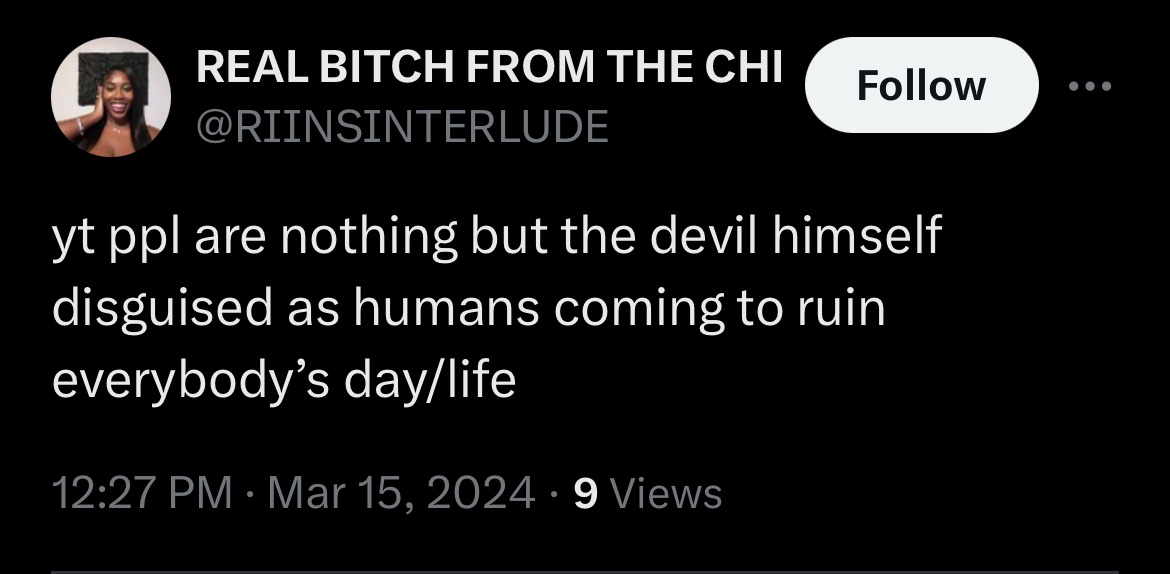 REAL BITCH FROM THE CHI
Follow
@RIINSINTERLUDE
yt ppl are nothing but the devil himself
disguised as humans coming to ruin
everybody’s day/life
12:27 PM · Mar 15, 2024 · 9 Views